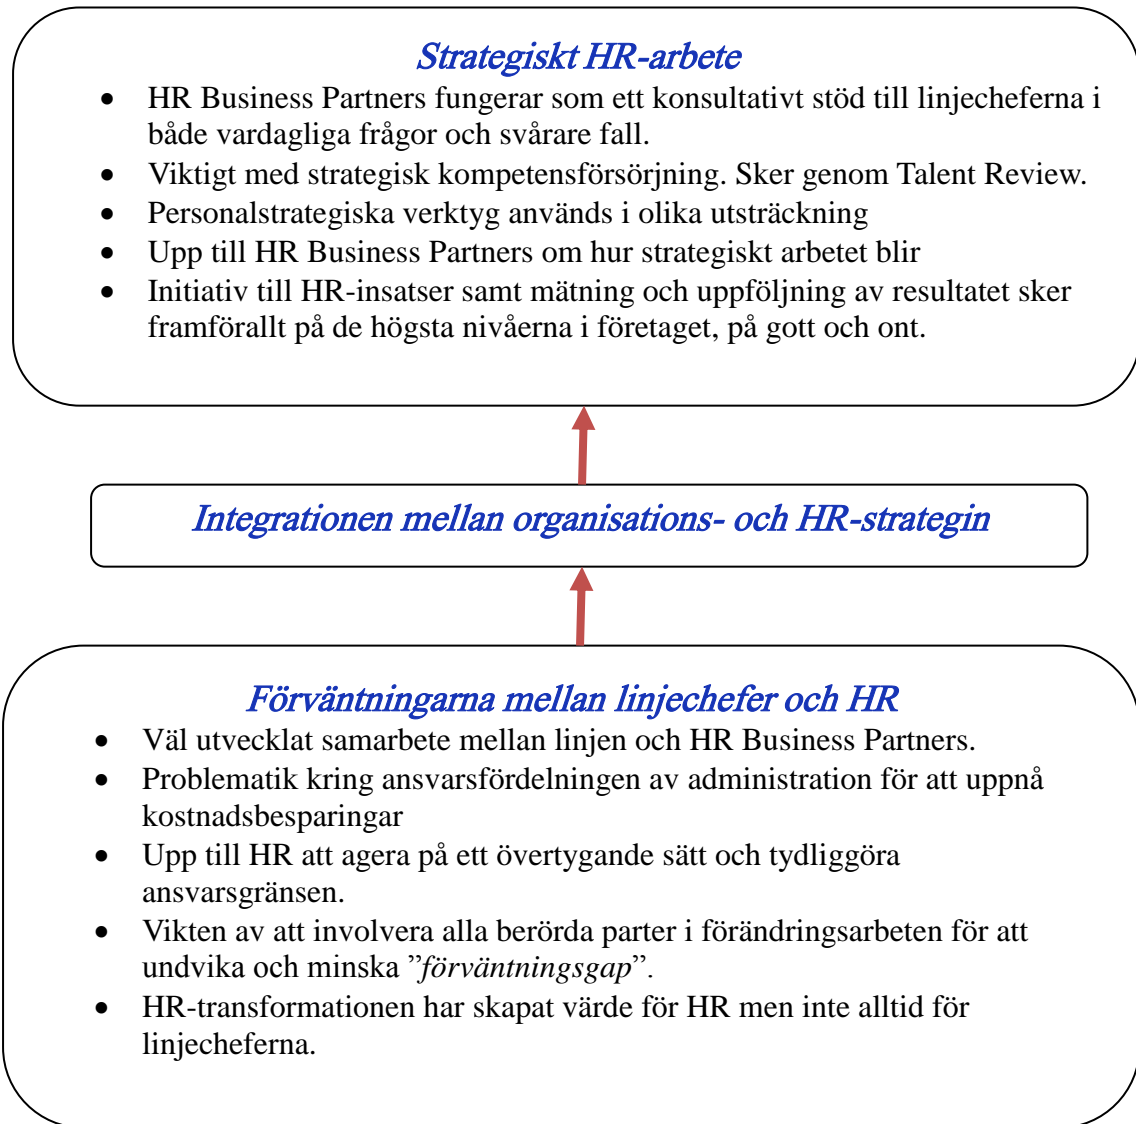 Strategiskt HR-arbete
• HR Business Partners fungerar som ett konsultativt stöd till linjecheferna i
både vardagliga frågor och svårare fall.
• Viktigt med strategisk kompetensförsörjning. Sker genom Talent Review.
• Personalstrategiska verktyg används i olika utsträckning
• Upp till HR Business Partners om hur strategiskt arbetet blir
• Initiativ till HR-insatser samt mätning och uppföljning av resultatet sker
framförallt på de högsta nivåerna i företaget, på gott och ont.
Integrationen mellan organisations- och HR-strategin
Förväntningarna mellan linjechefer och HR
• Väl utvecklat samarbete mellan linjen och HR Business Partners.
• Problematik kring ansvarsfördelningen av administration för att uppnå
kostnadsbesparingar
• Upp till HR att agera på ett övertygande sätt och tydliggöra
ansvarsgränsen.
• Vikten av att involvera alla berörda parter i förändringsarbeten för att
undvika och minska ”förväntningsgap”.
• HR-transformationen har skapat värde för HR men inte alltid för
linjecheferna.